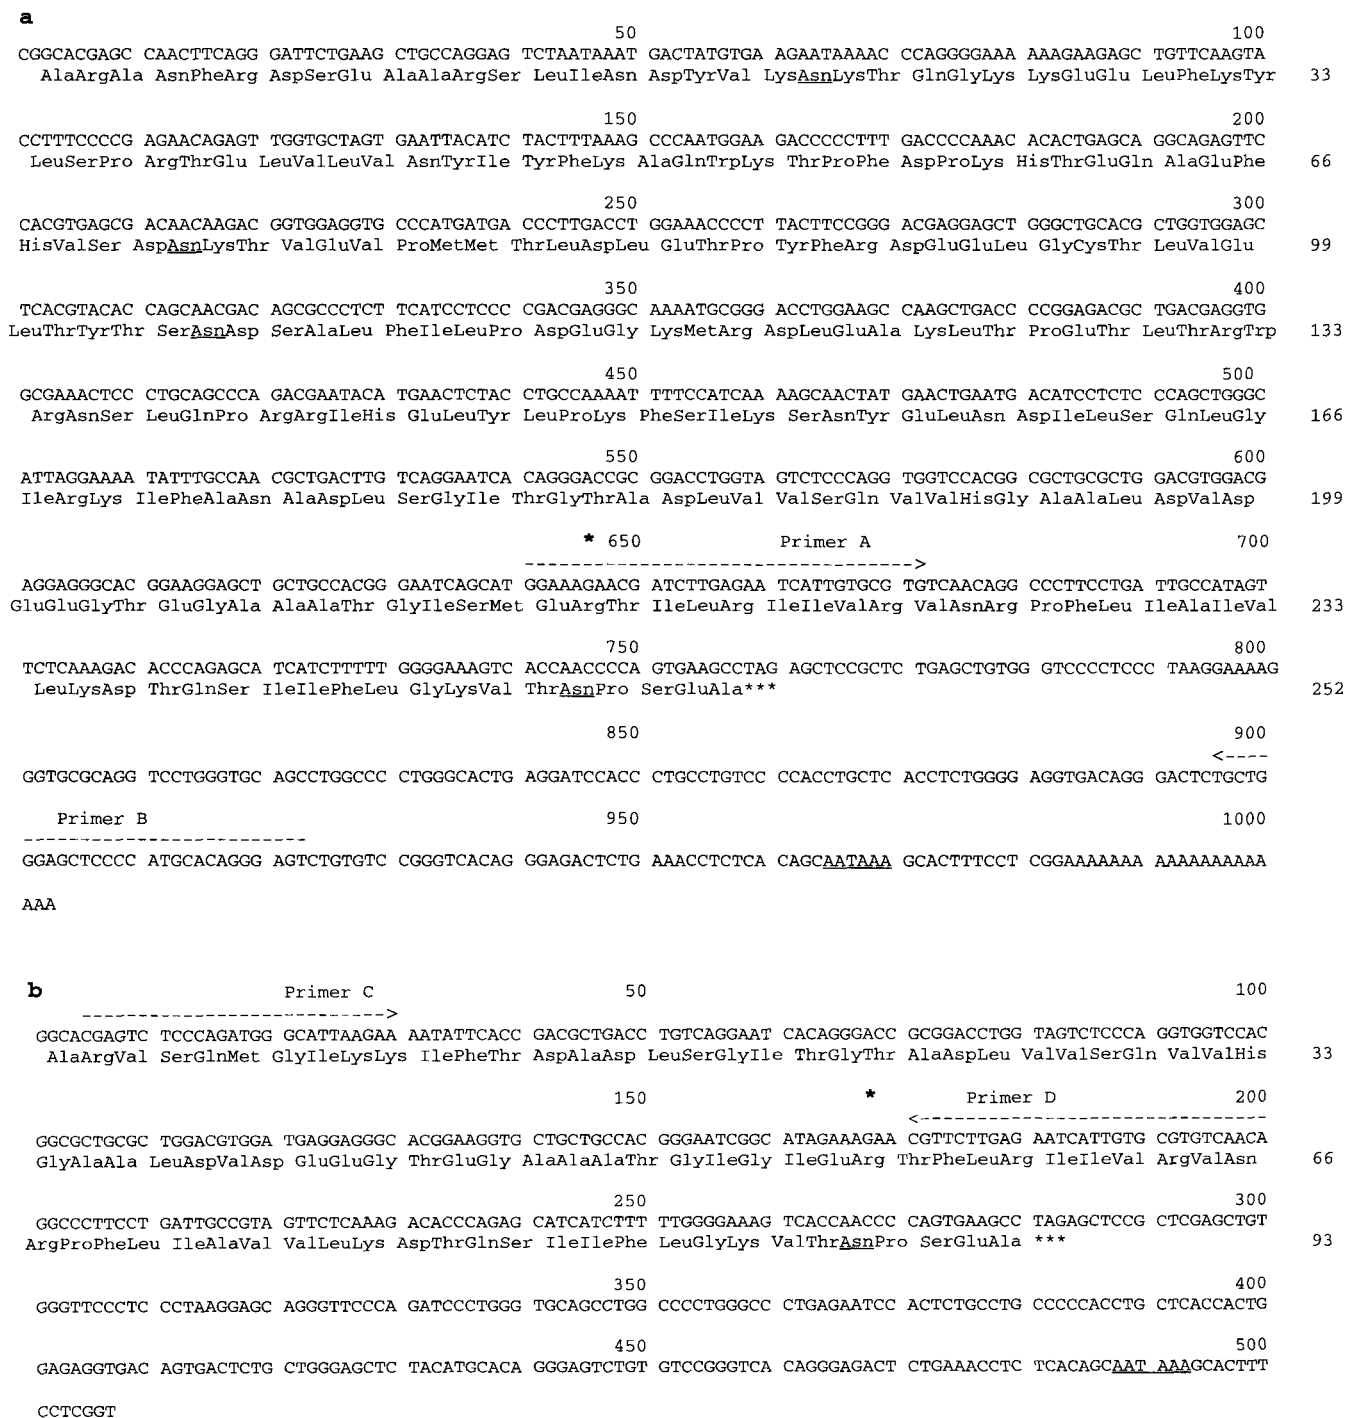 a
50 100
CGGCACGAGC CAACTTCAGG GATTCTGAAG CTGCCAGGAG TCTAATAAAT GACTATGTGA AGAATAAAAC CCAGGGGAAA AAAGAAGAGC TGTTCAAGTA
AlaArgAla AsnPheArg AspSerGlu AlaAlaArgSer LeuIleAsn AspTyrVal LysAsnLysThr GlnGlyLys LysGluGlu LeuPheLysTyr 33
150 200
CCTTTCCCCG AGAACAGAGT TGGTGCTAGT GAATTACATC TACTTTAAAG CCCAATGGAA GACCCCCTTT GACCCCAAAC ACACTGAGCA GGCAGAGTTC
LeuSerPro ArgThrGlu LeuValLeuVal AsnTyrIle TyrPheLys AlaGlnTrpLys ThrProPhe AspProLys HisThrGluGln AlaGluPhe 66
250 300
CACGTGAGCG ACAACAAGAC GGTGGAGGTG CCCATGATGA CCCTTGACCT GGAAACCCCT TACTTCCGGG ACGAGGAGCT GGGCTGCACG CTGGTGGAGC
HisValSer AspAsnLysThr ValGluVal ProMetMet ThrLeuAspLeu GluThrPro TyrPheArg AspGluGluLeu GlyCysThr LeuValGlu 99
350 400
TCACGTACAC CAGCAACGAC AGCGCCCTCT TCATCCTCCC CGACGAGGGC AAAATGCGGG ACCTGGAAGC CAAGCTGACC CCGGAGACGC TGACGAGGTG
LeuThrTyrThr SerAsnAsp SerAlaLeu PheIleLeuPro AspGluGly LysMetArg AspLeuGluAla LysLeuThr ProGluThr LeuThrArgTrp 133
450 500
GCGAAACTCC CTGCAGCCCA GACGAATACA TGAACTCTAC CTGCCAAAAT TTTCCATCAA AAGCAACTAT GAACTGAATG ACATCCTCTC CCAGCTGGGC
ArgAsnSer LeuGlnPro ArgArgIleHis GluLeuTyr LeuProLys PheSerIleLys SerAsnTyr GluLeuAsn AspIleLeuSer GlnLeuGly 166
550 600
ATTAGGAAAA TATTTGCCAA CGCTGACTTG TCAGGAATCA CAGGGACCGC GGACCTGGTA GTCTCCCAGG TGGTCCACGG CGCTGCGCTG GACGTGGACG
IleArgLys IlePheAlaAsn AlaAspLeu SerGlyIle ThrGlyThrAla AspLeuVal ValSerGln ValValHisGly AlaAlaLeu AspValAsp 199
* 650 Primer A 700
----------------------------------->
AGGAGGGCAC GGAAGGAGCT GCTGCCACGG GAATCAGCAT GGAAAGAACG ATCTTGAGAA TCATTGTGCG TGTCAACAGG CCCTTCCTGA TTGCCATAGT
GluGluGlyThr GluGlyAla AlaAlaThr GlyIleSerMet GluArgThr IleLeuArg IleIleValArg ValAsnArg ProPheLeu IleAlaIleVal 233
750 800
TCTCAAAGAC ACCCAGAGCA TCATCTTTTT GGGGAAAGTC ACCAACCCCA GTGAAGCCTAG AGCTCCGCTC TGAGCTGTGG GTCCCCTCCC TAAGGAAAAG
LeuLysAsp ThrGlnSer IleIlePheLeu GlyLysVal ThrAsnPro SerGluAla*** 252
850 900
<----
GGTGCGCAGG TCCTGGGTGC AGCCTGGCCC CTGGGCACTG AGGATCCACC CTGCCTGTCC CCACCTGCTC ACCTCTGGGG AGGTGACAGG GACTCTGCTG
Primer B 950 1000
-------------------------
GGAGCTCCCC ATGCACAGGG AGTCTGTGTC CGGGTCACAG GGAGACTCTG AAACCTCTCA CAGCAATAAA GCACTTTCCT CGGAAAAAAA AAAAAAAAAA
AAA
b
Primer C 50 100
--------------------------->
GGCACGAGTC TCCCAGATGG GCATTAAGAA AATATTCACC GACGCTGACC TGTCAGGAAT CACAGGGACC GCGGACCTGG TAGTCTCCCA GGTGGTCCAC
AlaArgVal SerGlnMet GlyIleLysLys IlePheThr AspAlaAsp LeuSerGlyIle ThrGlyThr AlaAspLeu ValValSerGln ValValHis 33
150 * Primer D 200
<------------------------------
GGCGCTGCGC TGGACGTGGA TGAGGAGGGC ACGGAAGGTG CTGCTGCCAC GGGAATCGGC ATAGAAAGAA CGTTCTTGAG AATCATTGTG CGTGTCAACA
GlyAlaAla LeuAspValAsp GluGluGly ThrGluGly AlaAlaAlaThr GlyIleGly IleGluArg ThrPheLeuArg IleIleVal ArgValAsn 66
250 300
GGCCCTTCCT GATTGCCGTA GTTCTCAAAG ACACCCAGAG CATCATCTTT TTGGGGAAAG TCACCAACCC CAGTGAAGCC TAGAGCTCCG CTCGAGCTGT
ArgProPheLeu IleAlaVal ValLeuLys AspThrGlnSer IleIlePhe LeuGlyLys ValThrAsnPro SerGluAla *** 93
350 400
GGGTTCCCTC CCTAAGGAGC AGGGTTCCCA GATCCCTGGG TGCAGCCTGG CCCCTGGGCC CTGAGAATCC ACTCTGCCTG CCCCCACCTG CTCACCACTG
450 500
GAGAGGTGAC AGTGACTCTG CTGGGAGCTC TACATGCACA GGGAGTCTGT GTCCGGGTCA CAGGGAGACT CTGAAACCTC TCACAGCAAT AAAGCACTTT
CCTCGGT